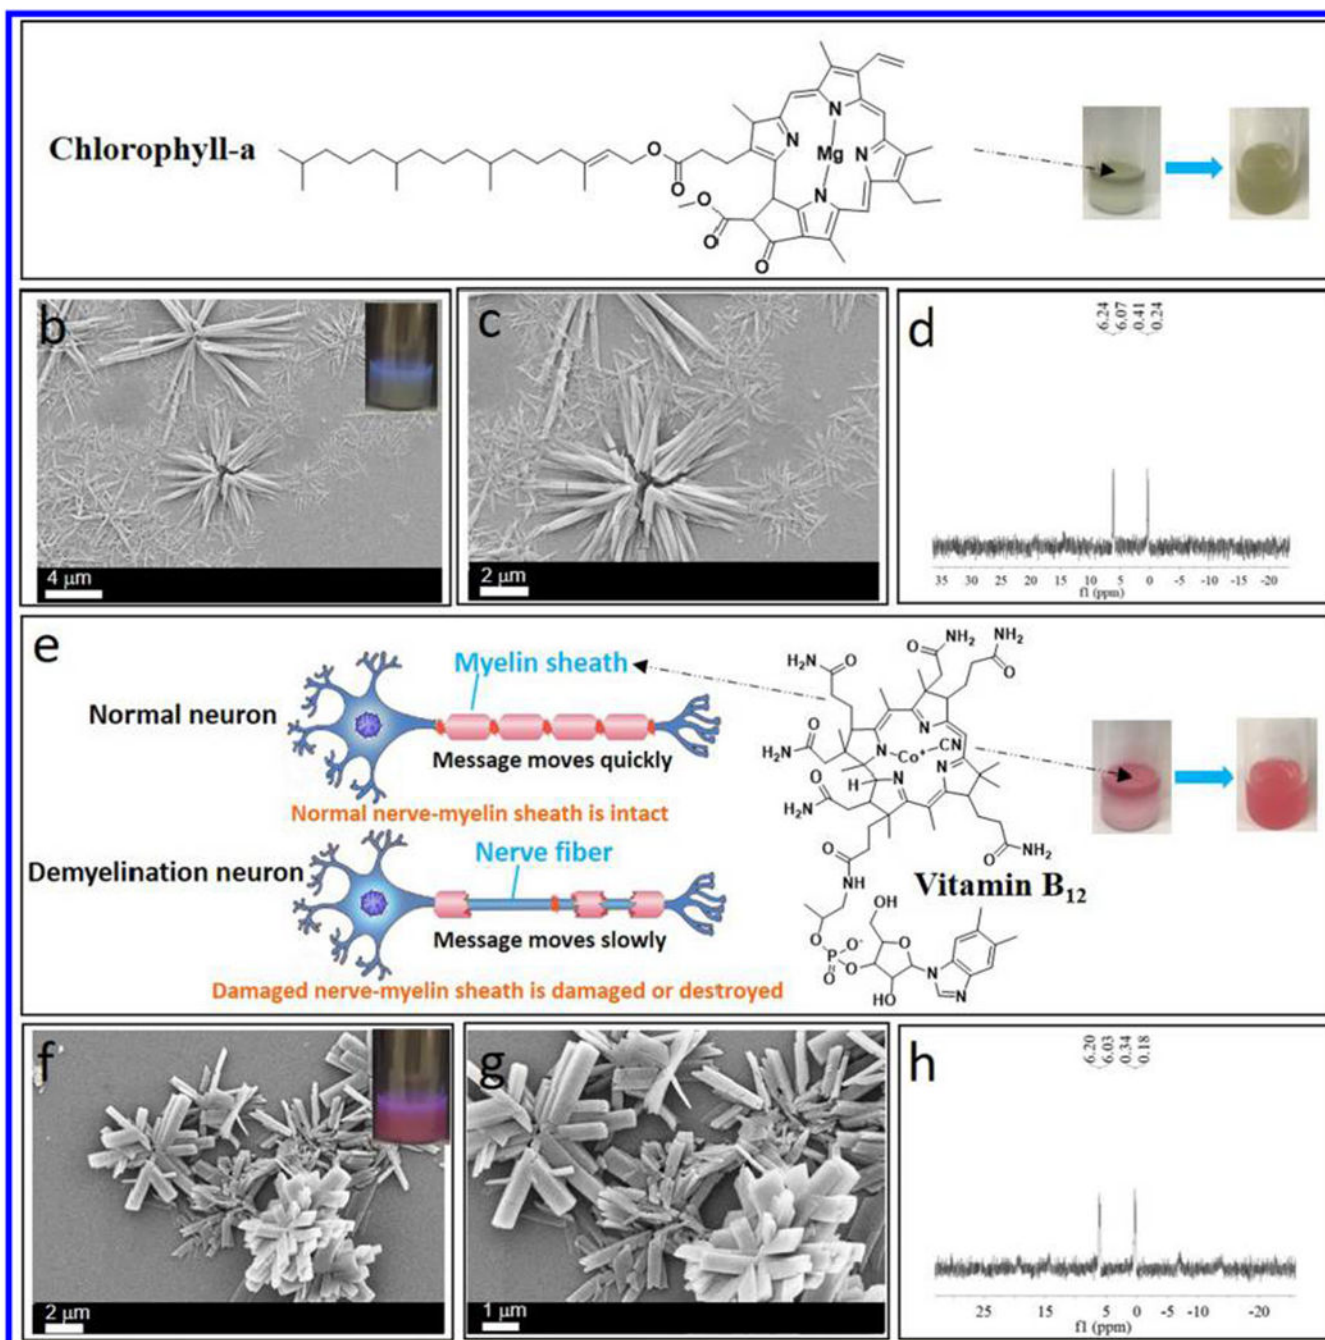 Chlorophyll-a
O
O
N
N
Mg
N
N
O
O
O
b
4 μm
c
2 μm
d
6.24
6.07
0.41
0.24
35 30 25 20 15 10 5 0 -5 -10 -15 -20
f1 (ppm)
e
Normal neuron
Myelin sheath
Message moves quickly
Normal nerve-myelin sheath is intact
Demyelination neuron
Nerve fiber
Message moves slowly
Damaged nerve-myelin sheath is damaged or destroyed
NH2
NH2
O
O
H2N
O
NH2
O
N
N
H2N
O
N
Co+
CN
H
N
N
H2N
O
O
NH2
O
NH
Vitamin B12
OH
HO
O
O
O-
P
O
O
N
N
HO
f
2 μm
g
1 μm
h
6.20
6.03
0.34
0.18
25 15 5 0 -10 -20
f1 (ppm)